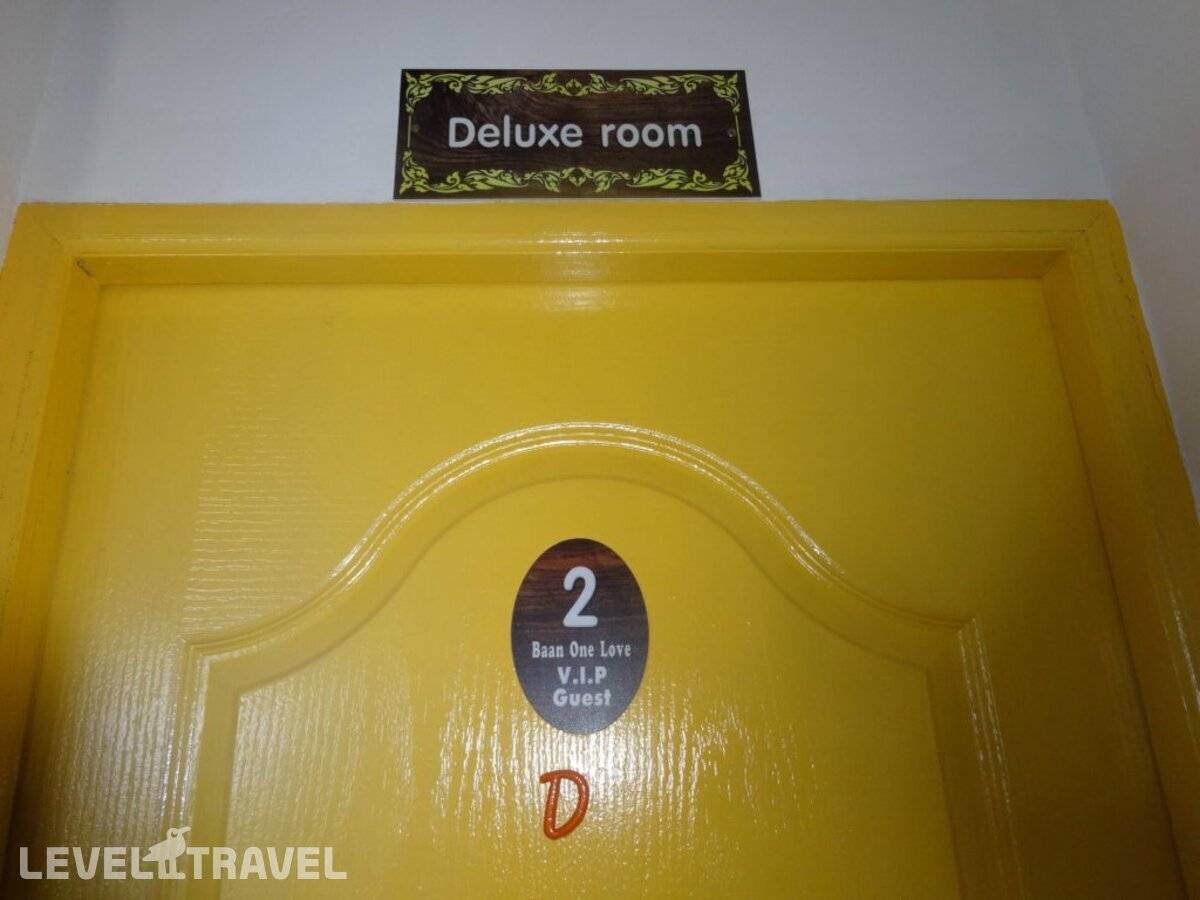 Deluxe room
2
Baan One Love
V.I.P
Guest
D
LEVEL TRAVEL